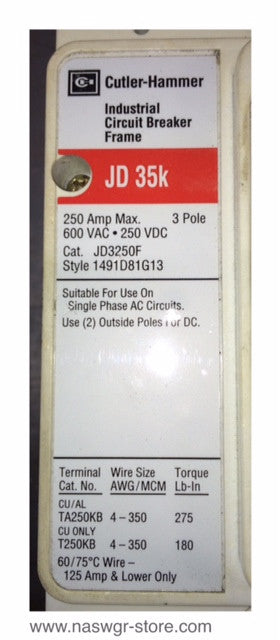 Cutler-Hammer
Industrial
Circuit Breaker
Frame
JD 35k
250 Amp Max. 3 Pole
600 VAC • 250 VDC
Cat. JD3250F
Style 1491D81G13
Suitable For Use On
Single Phase AC Circuits.
Use (2) Outside Poles For DC.
Terminal Wire Size Torque
Cat. No. AWG/MCM Lb-In
CU/AL
TA250KB 4 – 350 275
CU ONLY
T250KB 4 – 350 180
60/75°C Wire –
125 Amp & Lower Only
www.naswgr-store.com